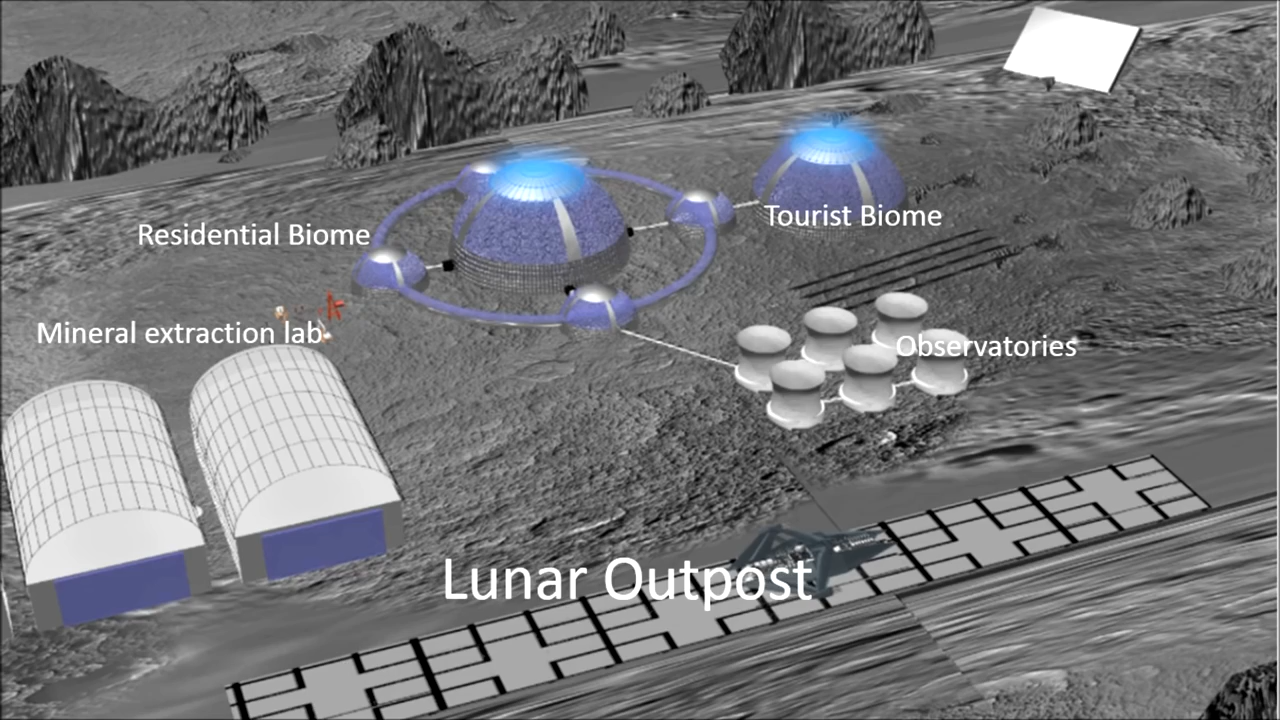 Tourist Biome
Residential Biome
Mineral extraction lab
Observatories
Lunar Outpost